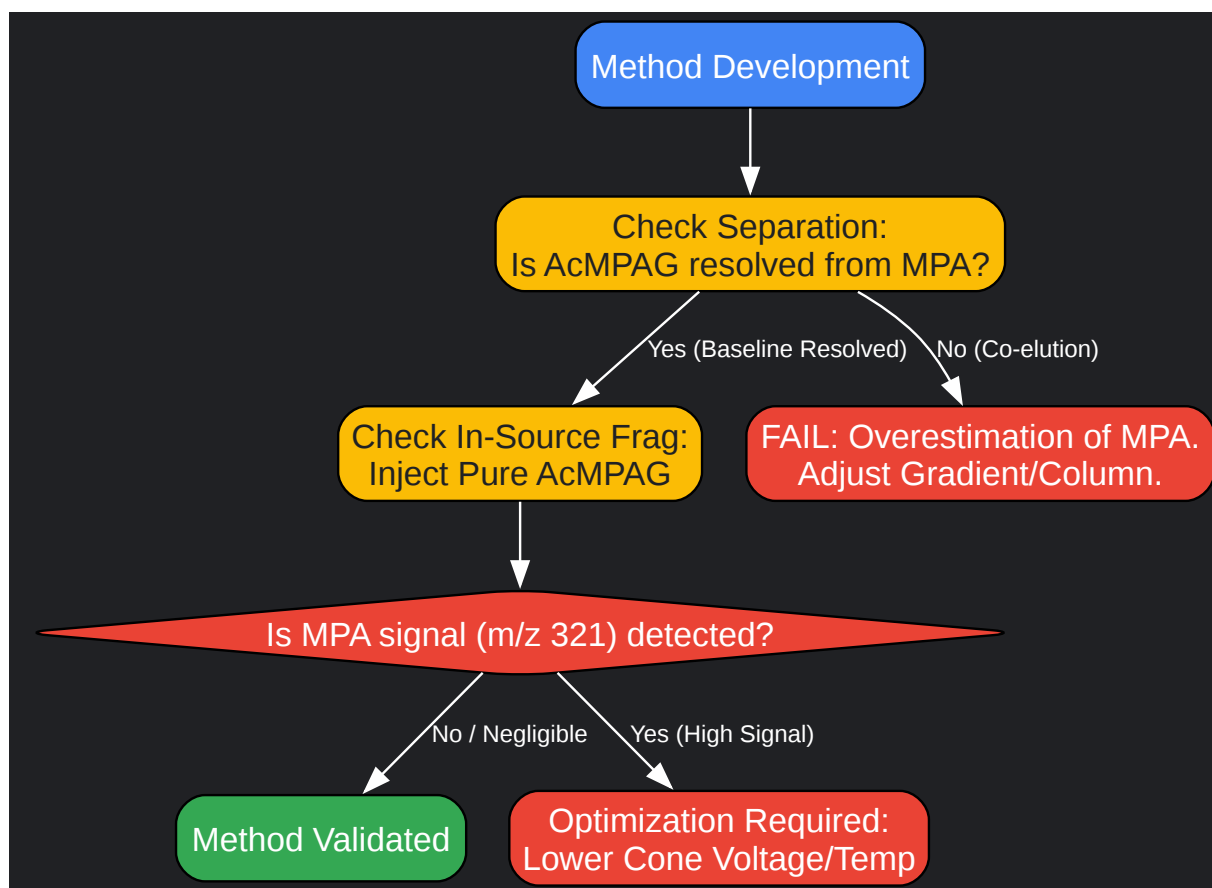 Method Development
Check Separation:
Is AcMPAG resolved from MPA?
Yes (Baseline Resolved)
No (Co-elution)
Check In-Source Frag:
Inject Pure AcMPAG
FAIL: Overestimation of MPA.
Adjust Gradient/Column.
Is MPA signal (m/z 321) detected?
No / Negligible
Yes (High Signal)
Method Validated
Optimization Required:
Lower Cone Voltage/Temp